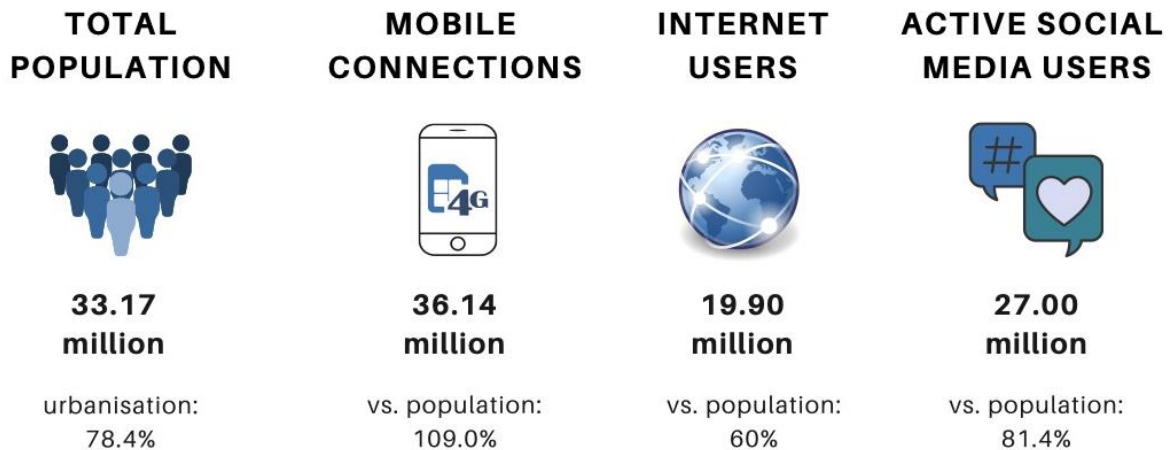 TOTAL
POPULATION
33.17
million
urbanisation:
78.4%
MOBILE
CONNECTIONS
4G
36.14
million
vs. population:
109.0%
INTERNET
USERS
19.90
million
vs. population:
60%
ACTIVE SOCIAL
MEDIA USERS
#
27.00
million
vs. population:
81.4%